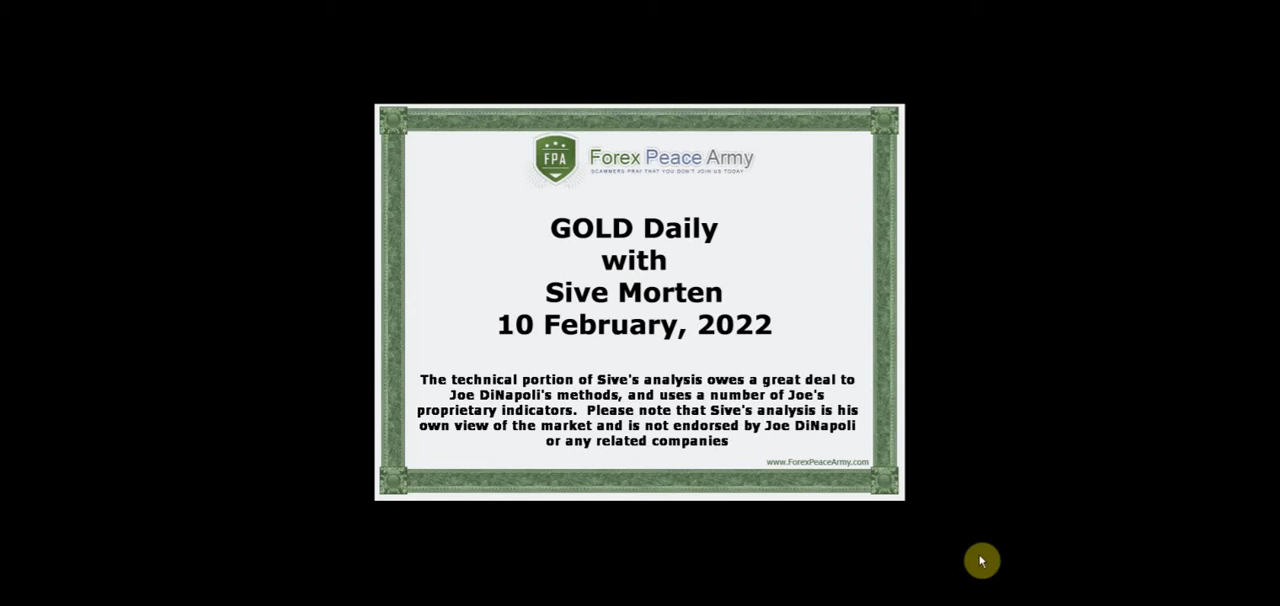 FPA
Forex Peace Army
SCAMMERS PRAY THAT YOU DON'T JOIN US TODAY
GOLD Daily
with
Sive Morten
10 February, 2022
The technical portion of Sive's analysis owes a great deal to
Joe DiNapoli's methods, and uses a number of Joe's
proprietary indicators.  Please note that Sive's analysis is his
own view of the market and is not endorsed by Joe DiNapoli
or any related companies
www.ForexPeaceArmy.com